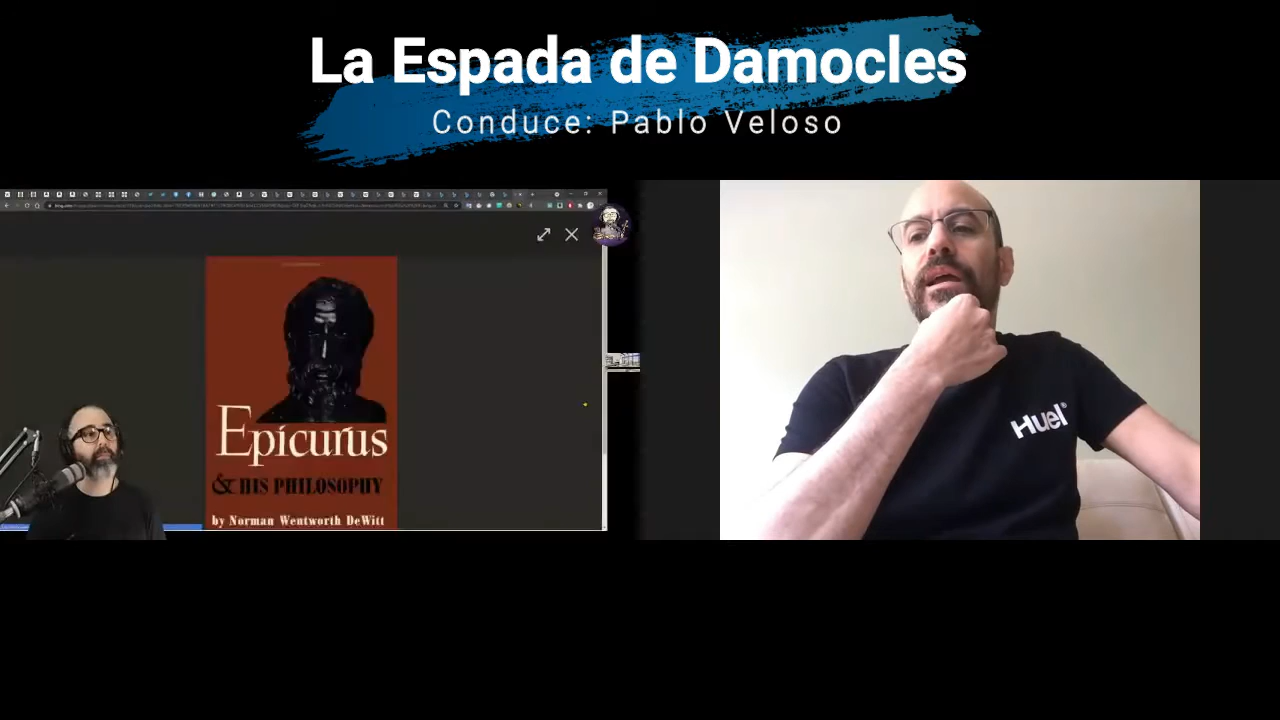 La Espada de Damocles
Conduce: Pablo Veloso
Epicurus
& HIS PHILOSOPHY
by Norman Wentworth DeWitt
Huel®